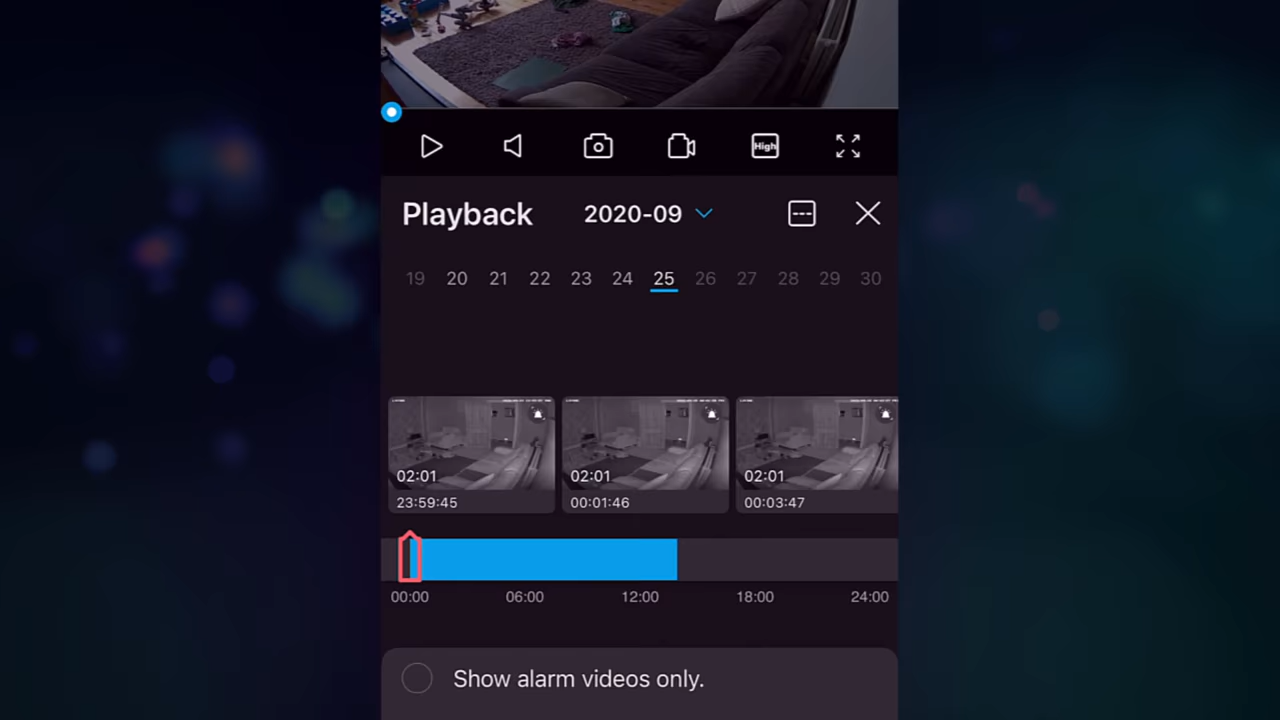 High
Playback 2020-09
19 20 21 22 23 24 25 26 27 28 29 30
02:01 02:01 02:01
23:59:45 00:01:46 00:03:47
00:00 06:00 12:00 18:00 24:00
Show alarm videos only.